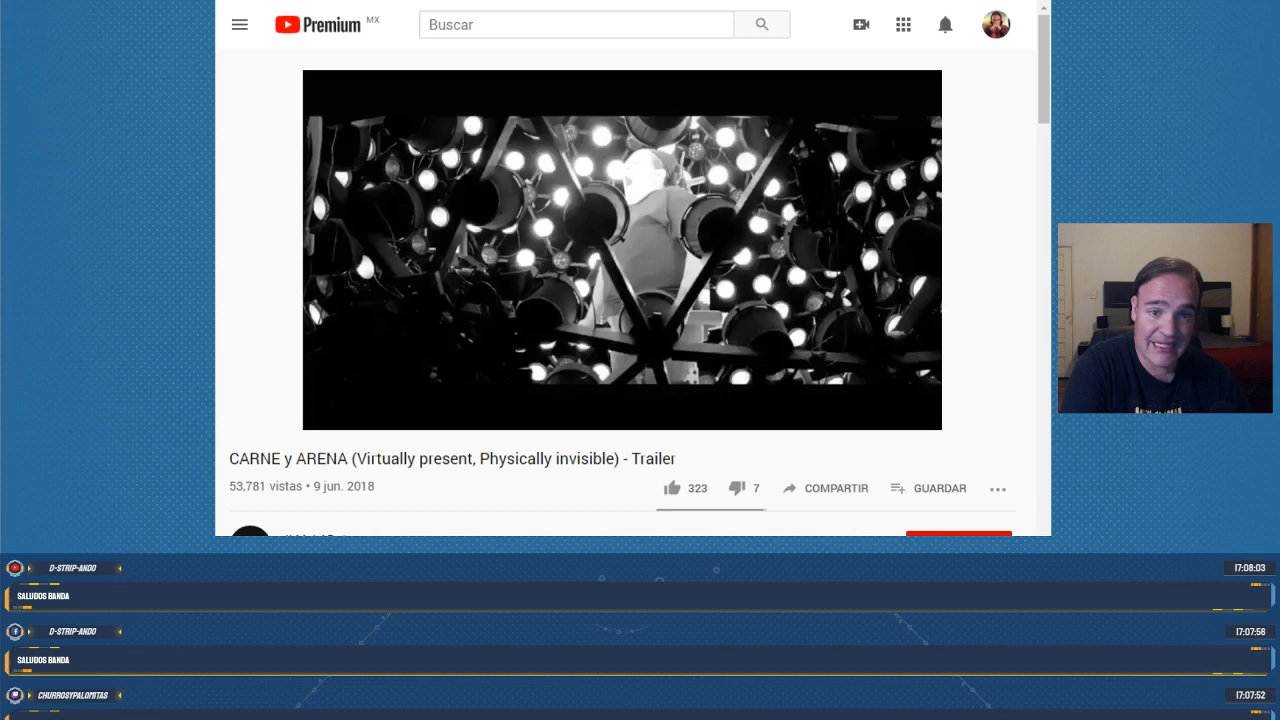 Premium MX
Buscar
CARNE y ARENA (Virtually present, Physically invisible) - Trailer
53,781 vistas • 9 jun. 2018
323
7
COMPARTIR
GUARDAR
D-STRIP-ANDO
17:08:03
SALUDOS BANDA
D-STRIP-ANDO
17:07:58
SALUDOS BANDA
CHURROSYPALOMITAS
17:07:52